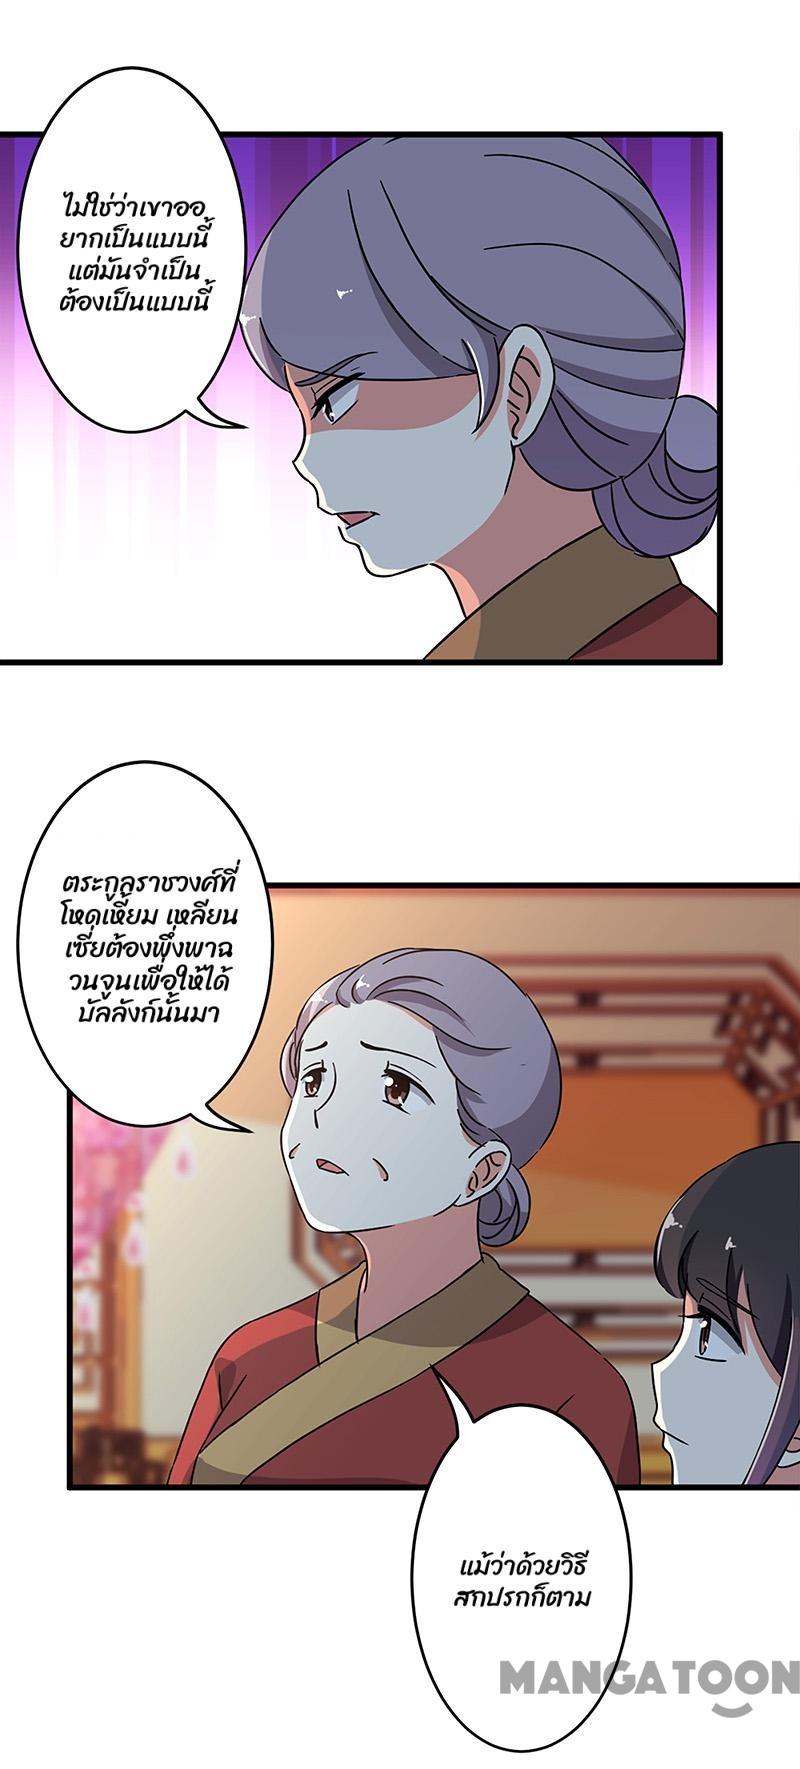 ไม่ใช่ว่าเขาออ
ยากเป็นแบบนี้
แต่มันจำเป็น
ต้องเป็นแบบนี้
ตระกูลราชวงศ์ที่
โหดเหี้ยม เหลียน
เซี่ยต้องพึ่งพาฉ
วนจูนเพื่อให้ได้
บัลลังก์นั้นมา
แม้ว่าด้วยวิธี
สกปรกก็ตาม
MANGATOON